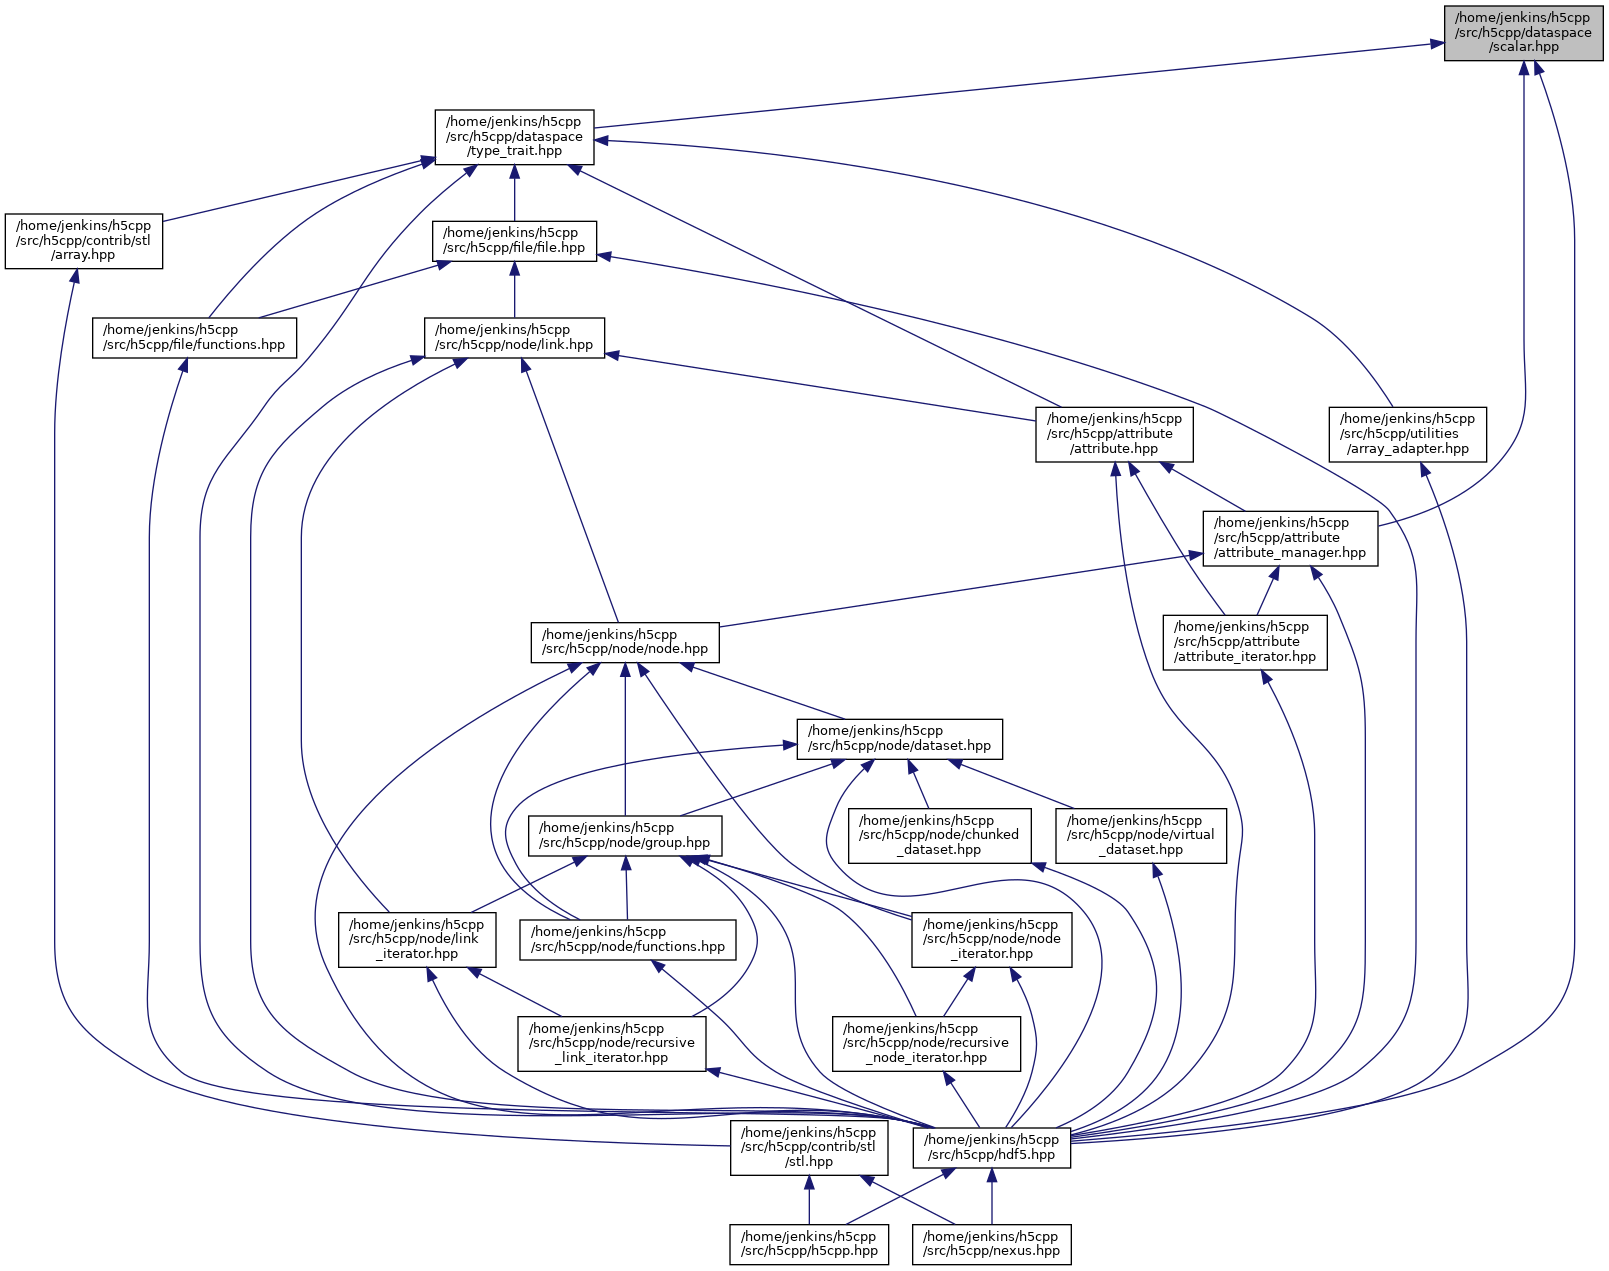 /home/jenkins/h5cpp
/src/h5cpp/dataspace
/scalar.hpp
/home/jenkins/h5cpp
/src/h5cpp/dataspace
/type_trait.hpp
/home/jenkins/h5cpp
/src/h5cpp/contrib/stl
/array.hpp
/home/jenkins/h5cpp
/src/h5cpp/file/file.hpp
/home/jenkins/h5cpp
/src/h5cpp/file/functions.hpp
/home/jenkins/h5cpp
/src/h5cpp/node/link.hpp
/home/jenkins/h5cpp
/src/h5cpp/attribute
/attribute.hpp
/home/jenkins/h5cpp
/src/h5cpp/utilities
/array_adapter.hpp
/home/jenkins/h5cpp
/src/h5cpp/attribute
/attribute_manager.hpp
/home/jenkins/h5cpp
/src/h5cpp/node/node.hpp
/home/jenkins/h5cpp
/src/h5cpp/attribute
/attribute_iterator.hpp
/home/jenkins/h5cpp
/src/h5cpp/node/dataset.hpp
/home/jenkins/h5cpp
/src/h5cpp/node/group.hpp
/home/jenkins/h5cpp
/src/h5cpp/node/chunked
_dataset.hpp
/home/jenkins/h5cpp
/src/h5cpp/node/virtual
_dataset.hpp
/home/jenkins/h5cpp
/src/h5cpp/node/link
_iterator.hpp
/home/jenkins/h5cpp
/src/h5cpp/node/functions.hpp
/home/jenkins/h5cpp
/src/h5cpp/node/node
_iterator.hpp
/home/jenkins/h5cpp
/src/h5cpp/node/recursive
_link_iterator.hpp
/home/jenkins/h5cpp
/src/h5cpp/node/recursive
_node_iterator.hpp
/home/jenkins/h5cpp
/src/h5cpp/contrib/stl
/stl.hpp
/home/jenkins/h5cpp
/src/h5cpp/hdf5.hpp
/home/jenkins/h5cpp
/src/h5cpp/h5cpp.hpp
/home/jenkins/h5cpp
/src/h5cpp/nexus.hpp